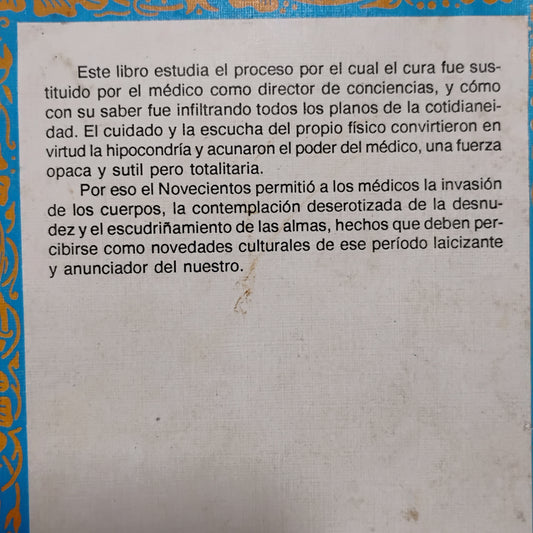 Este libro estudia el proceso por el cual el cura fue sus-
tituido por el médico como director de conciencias, y cómo
con su saber fue infiltrando todos los planos de la cotidianei-
dad. El cuidado y la escucha del propio físico convirtieron en
virtud la hipocondría y acunaron el poder del médico, una fuerza
opaca y sutil pero totalitaria.
Por eso el Novecientos permitió a los médicos la invasión
de los cuerpos, la contemplación deserotizada de la desnu-
dez y el escudriñamiento de las almas, hechos que deben per-
cibirse como novedades culturales de ese período laicizante
y anunciador del nuestro.